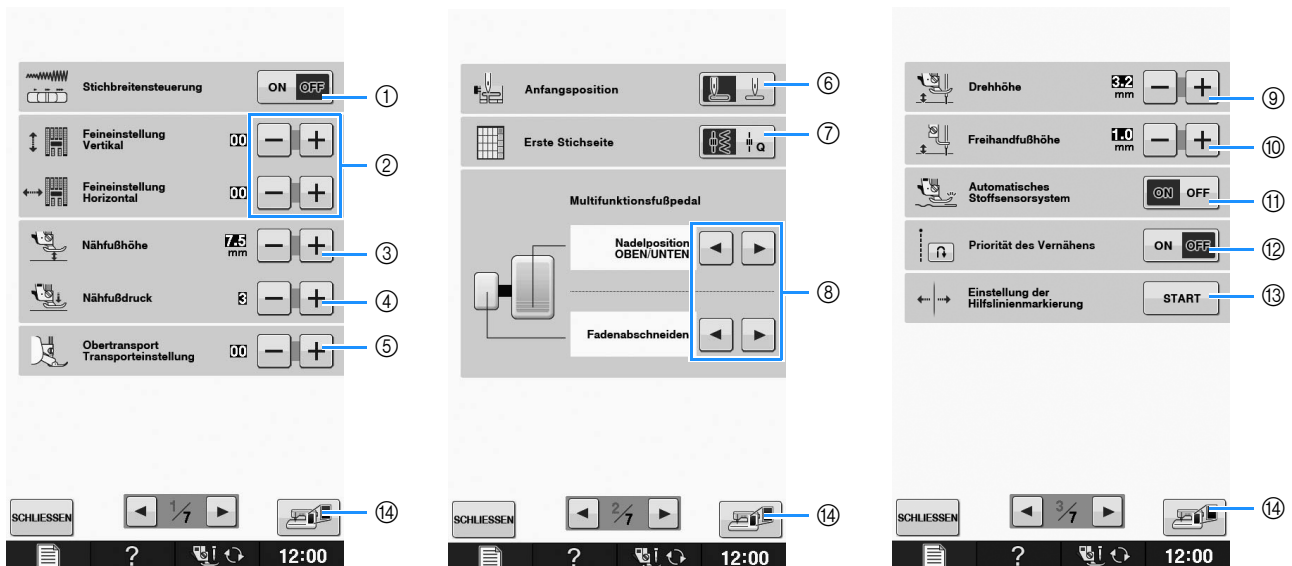 Stichbreitensteuerung ON OFF ①
Feineinstellung
Vertikal 00 − +
②
Feineinstellung
Horizontal 00 − +
Nähfußhöhe 7.5
mm − + ③
Nähfußdruck 3 − + ④
Obertransport
Transporteinstellung 00 − + ⑤
SCHLIESSEN 1/7 ⑭
? 12:00
Anfangsposition ⑥
Erste Stichseite Q ⑦
Multifunktionsfußpedal
Nadelposition
OBEN/UNTEN
⑧
Fadenabschneiden
SCHLIESSEN 2/7 ⑭
? 12:00
Drehhöhe 3.2
mm − + ⑨
Freihandfußhöhe 1.0
mm − + ⑩
Automatisches
Stoffsensorsystem ON OFF ⑪
Priorität des Vernähens ON OFF ⑫
Einstellung der
Hilfslinienmarkierung START ⑬
SCHLIESSEN 3/7 ⑭
? 12:00